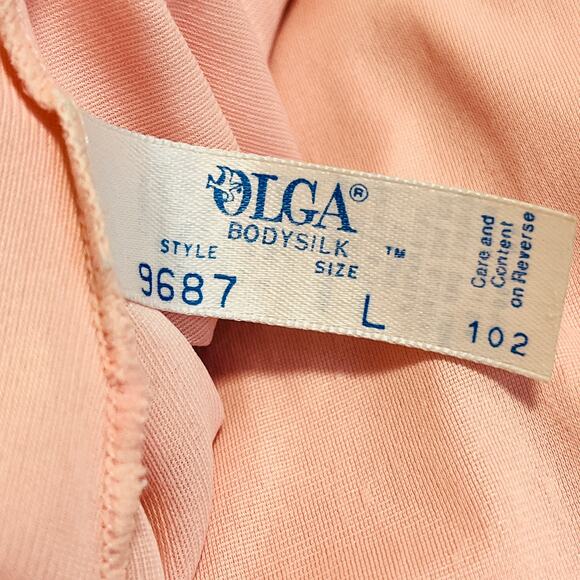 OLGA®
BODYSILK ™
STYLE SIZE
9687 L 102
Care and
Content
on Reverse